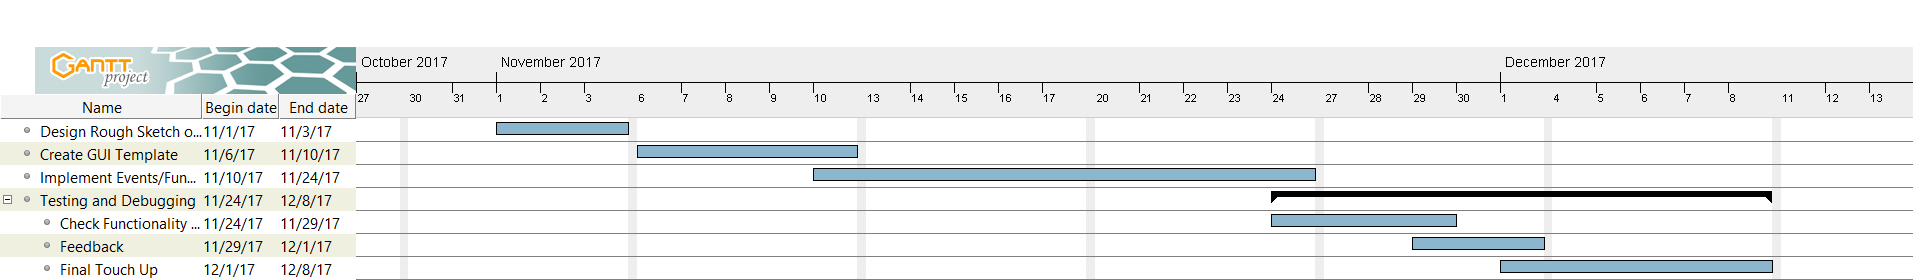 GANTT
project
October 2017 November 2017 December 2017
27 30 31 1 2 3 6 7 8 9 10 13 14 15 16 17 20 21 22 23 24 27 28 29 30 1 4 5 6 7 8 11 12 13
Name Begin date End date
Design Rough Sketch o... 11/1/17 11/3/17
Create GUI Template 11/6/17 11/10/17
Implement Events/Fun... 11/10/17 11/24/17
Testing and Debugging 11/24/17 12/8/17
Check Functionality ... 11/24/17 11/29/17
Feedback 11/29/17 12/1/17
Final Touch Up 12/1/17 12/8/17